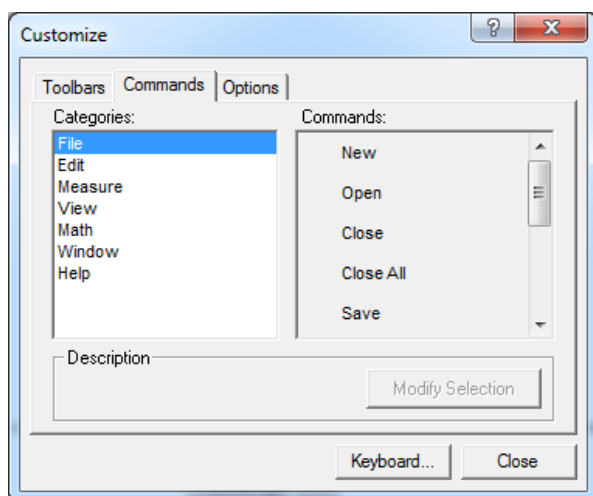 Customize
Toolbars Commands Options
Categories:
File
Edit
Measure
View
Math
Window
Help
Commands:
New
Open
Close
Close All
Save
Description
Modify Selection
Keyboard... Close